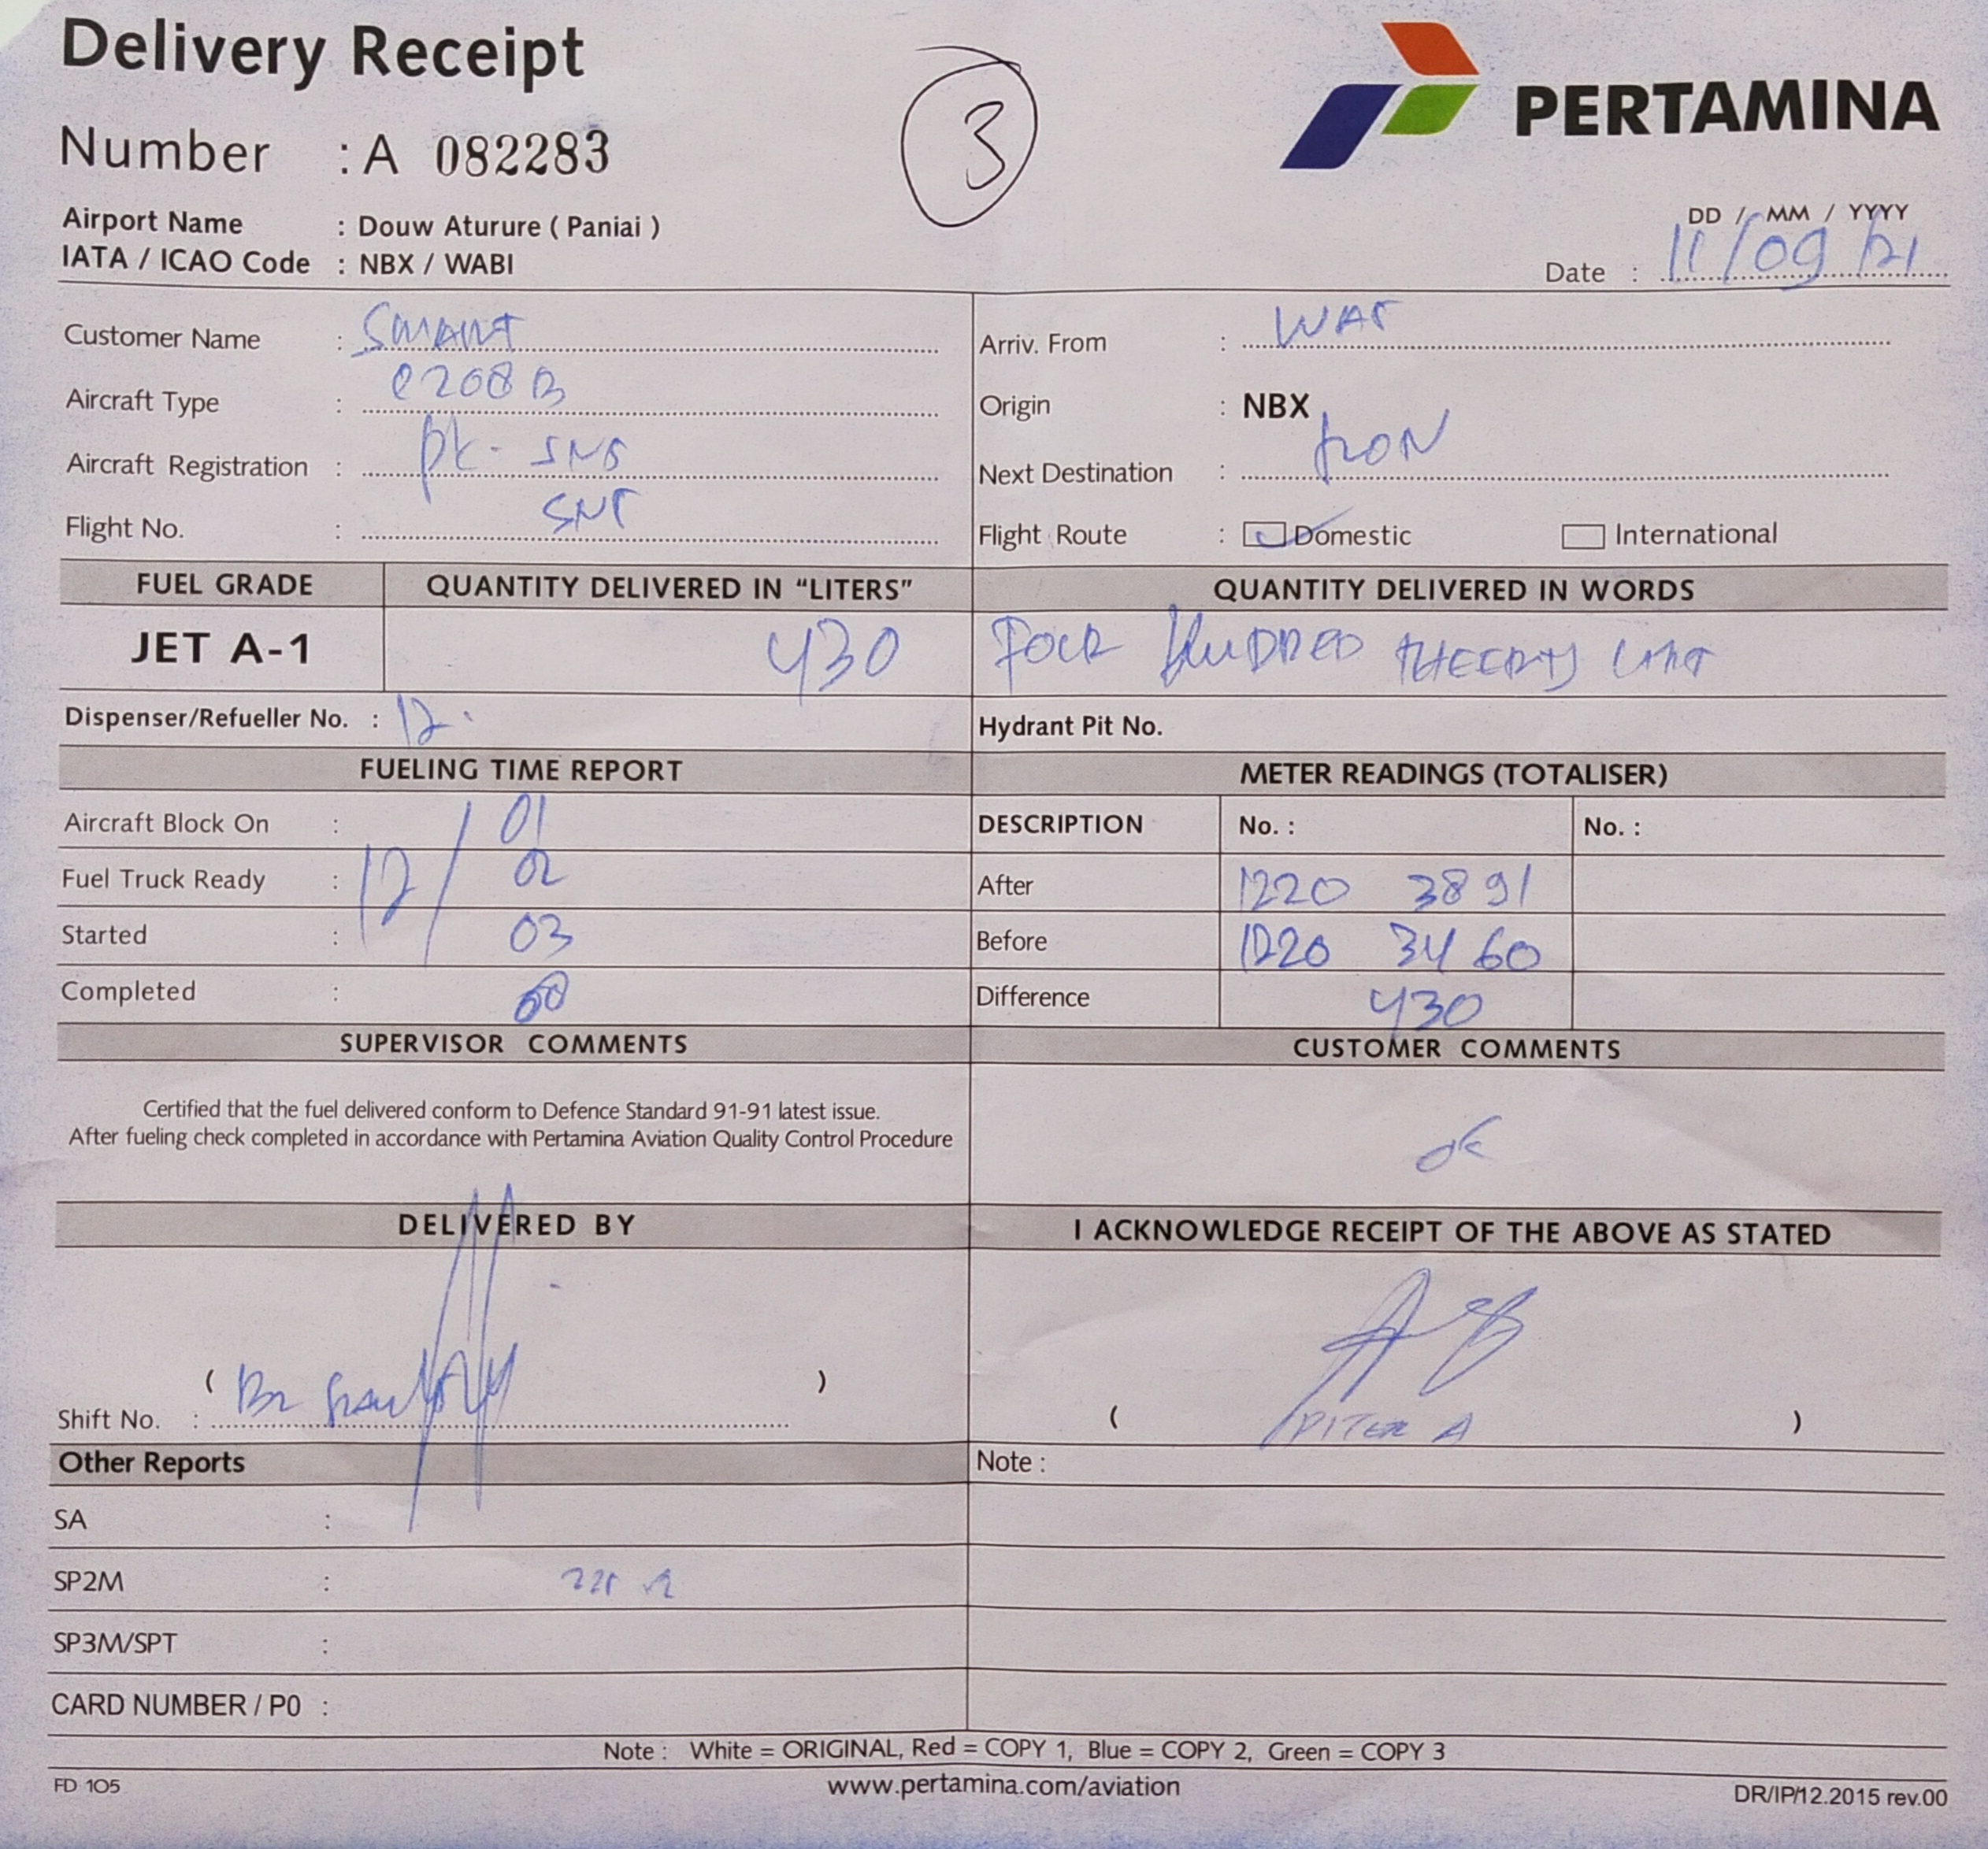 Delivery Receipt
3
PERTAMINA
Number : A 082283
Airport Name : Douw Aturure ( Paniai )
IATA / ICAO Code : NBX / WABI
DD / MM / YYYY
Date : 11/09/21
Customer Name : SMART
Aircraft Type : C208B
Aircraft Registration : PK-
Flight No. :
Arriv. From :
Origin : NBX
Next Destination :
Flight Route : Domestic International
FUEL GRADE QUANTITY DELIVERED IN “LITERS” QUANTITY DELIVERED IN WORDS
JET A-1 430 FOUR HUNDRED
Dispenser/Refueller No. : 12. Hydrant Pit No.
FUELING TIME REPORT METER READINGS (TOTALISER)
Aircraft Block On : 01 DESCRIPTION No. : No. :
Fuel Truck Ready : 12/ 02 After 1220 3891
Started : 03 Before 1220 3460
Completed : Difference 430
SUPERVISOR COMMENTS CUSTOMER COMMENTS
Certified that the fuel delivered conform to Defence Standard 91-91 latest issue.
After fueling check completed in accordance with Pertamina Aviation Quality Control Procedure
ok
DELIVERED BY I ACKNOWLEDGE RECEIPT OF THE ABOVE AS STATED
( )
Shift No. :
( PITER A )
Other Reports Note :
SA :
SP2M :
SP3M/SPT :
CARD NUMBER / P0 :
Note : White = ORIGINAL, Red = COPY 1, Blue = COPY 2, Green = COPY 3
FD 105 www.pertamina.com/aviation DR/IP/12.2015 rev.00